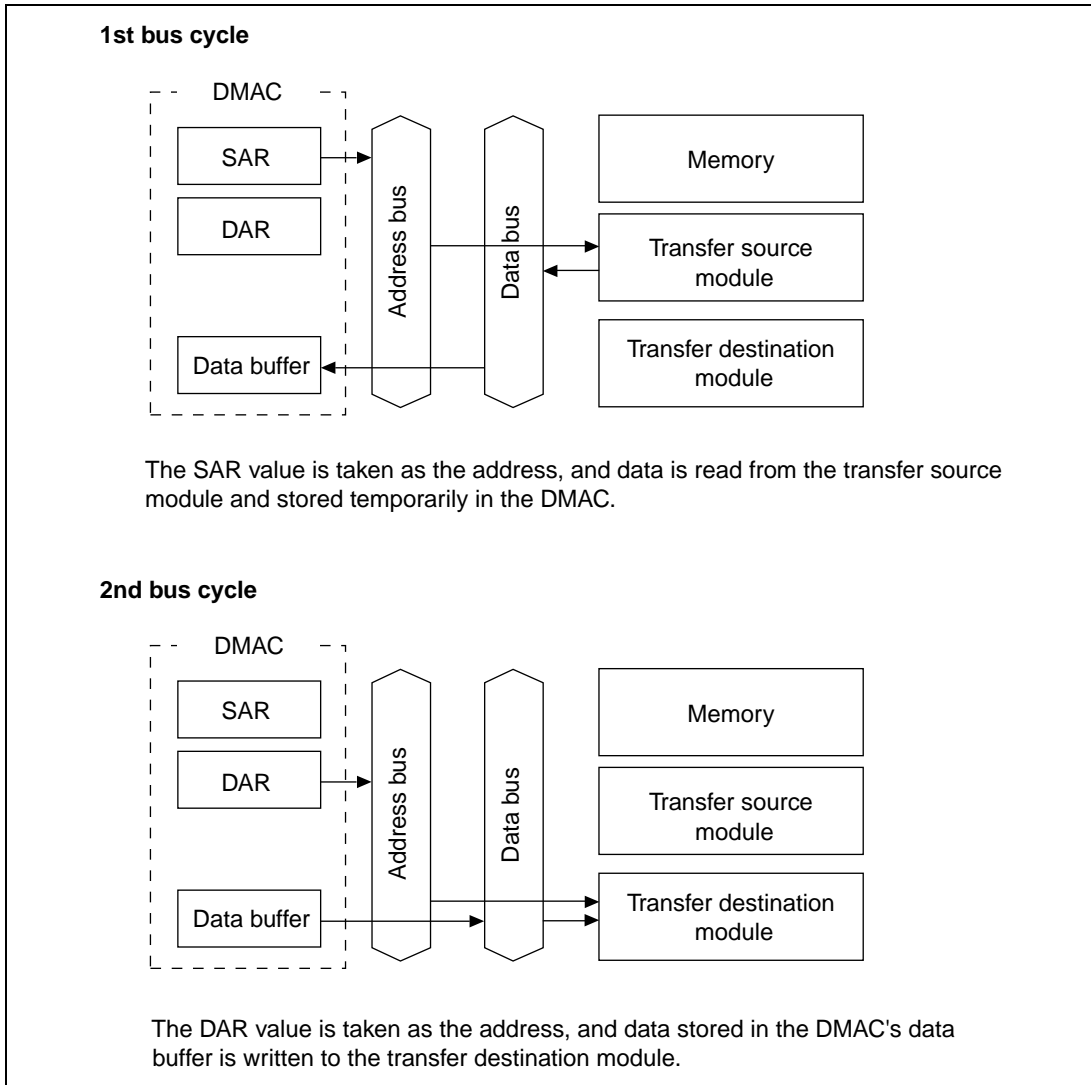 1st bus cycle
DMAC
SAR
DAR
Data buffer
Address bus
Data bus
Memory
Transfer source
module
Transfer destination
module
The SAR value is taken as the address, and data is read from the transfer source
module and stored temporarily in the DMAC.
2nd bus cycle
DMAC
SAR
DAR
Data buffer
Address bus
Data bus
Memory
Transfer source
module
Transfer destination
module
The DAR value is taken as the address, and data stored in the DMAC's data
buffer is written to the transfer destination module.